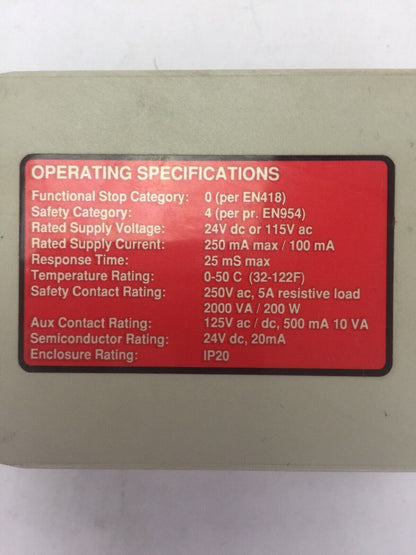 OPERATING SPECIFICATIONS
Functional Stop Category: 0 (per EN418)
Safety Category: 4 (per pr. EN954)
Rated Supply Voltage: 24V dc or 115V ac
Rated Supply Current: 250 mA max / 100 mA
Response Time: 25 mS max
Temperature Rating: 0-50 C (32-122F)
Safety Contact Rating: 250V ac, 5A resistive load
2000 VA / 200 W
Aux Contact Rating: 125V ac / dc, 500 mA 10 VA
Semiconductor Rating: 24V dc, 20mA
Enclosure Rating: IP20